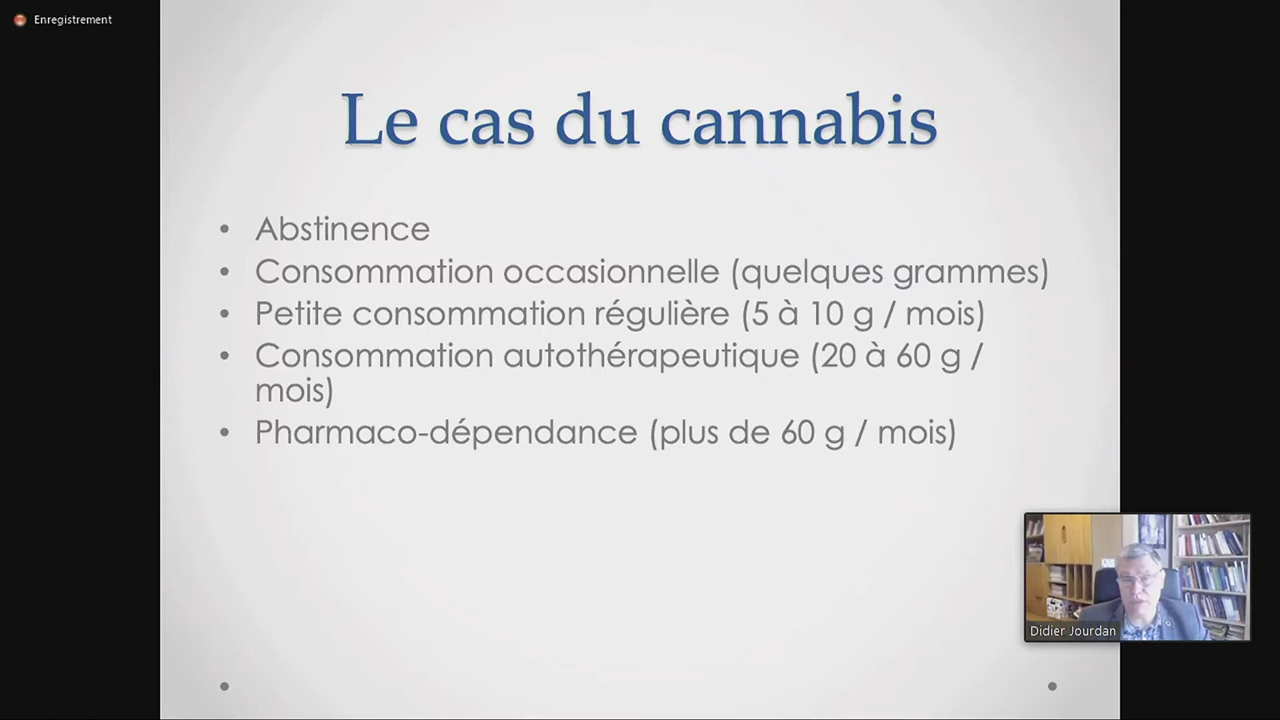 Enregistrement
Le cas du cannabis
• Abstinence
• Consommation occasionnelle (quelques grammes)
• Petite consommation régulière (5 à 10 g / mois)
• Consommation autothérapeutique (20 à 60 g /
mois)
• Pharmaco-dépendance (plus de 60 g / mois)
Didier Jourdan